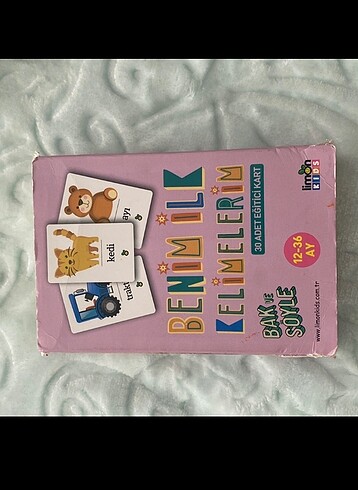 limon
KIDS
BENİM İLK
KELİMELERİM
30 ADET EĞİTİCİ KART
12-36
AY
BAK VE
SÖYLE
www.limonkids.com.tr
ayı
kedi